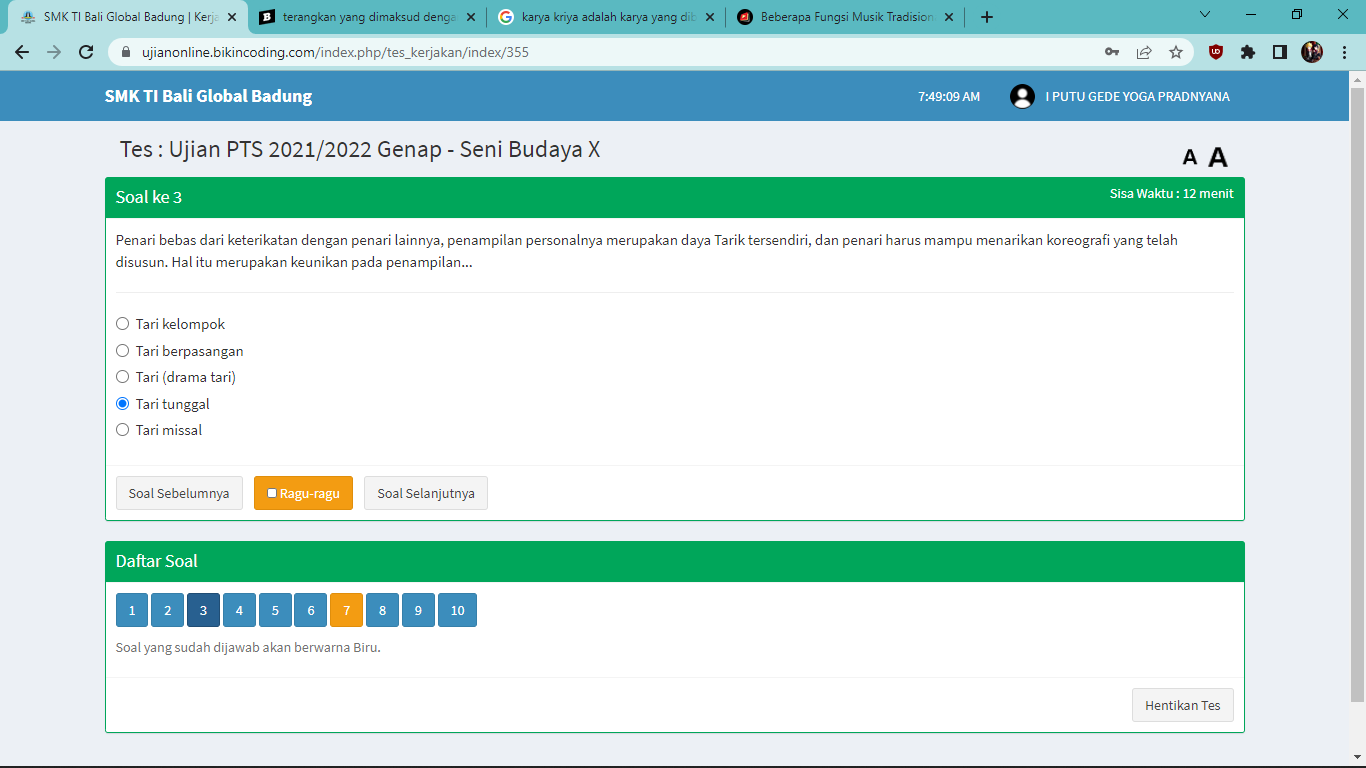 SMK TI Bali Global Badung | Kerja
terangkan yang dimaksud denga
karya kriya adalah karya yang dib
Beberapa Fungsi Musik Tradision
ujianonline.bikincoding.com/index.php/tes_kerjakan/index/355
SMK TI Bali Global Badung
7:49:09 AM
I PUTU GEDE YOGA PRADNYANA
Tes : Ujian PTS 2021/2022 Genap - Seni Budaya X
A A
Soal ke 3
Sisa Waktu : 12 menit
Penari bebas dari keterikatan dengan penari lainnya, penampilan personalnya merupakan daya Tarik tersendiri, dan penari harus mampu menarikan koreografi yang telah
disusun. Hal itu merupakan keunikan pada penampilan...
Tari kelompok
Tari berpasangan
Tari (drama tari)
Tari tunggal
Tari missal
Soal Sebelumnya
Ragu-ragu
Soal Selanjutnya
Daftar Soal
1 2 3 4 5 6 7 8 9 10
Soal yang sudah dijawab akan berwarna Biru.
Hentikan Tes